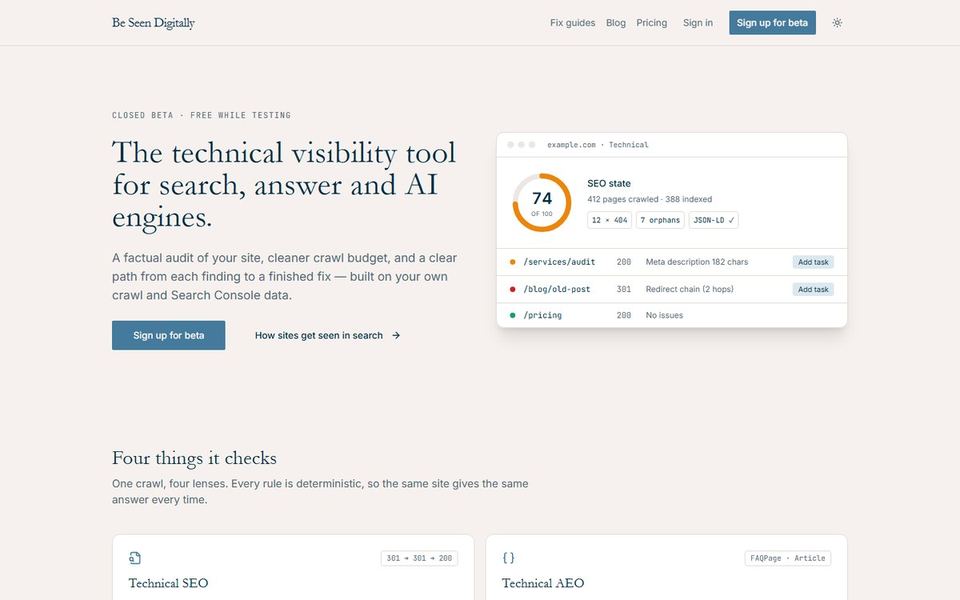 Be Seen Digitally
Fix guides
Blog
Pricing
Sign in
Sign up for beta
CLOSED BETA · FREE WHILE TESTING
The technical visibility tool
for search, answer and AI
engines.
A factual audit of your site, cleaner crawl budget, and a clear
path from each finding to a finished fix — built on your own
crawl and Search Console data.
Sign up for beta
How sites get seen in search →
example.com · Technical
74
OF 100
SEO state
412 pages crawled · 388 indexed
12 × 404
7 orphans
JSON-LD ✓
/services/audit 200 Meta description 182 chars Add task
/blog/old-post 301 Redirect chain (2 hops) Add task
/pricing 200 No issues
Four things it checks
One crawl, four lenses. Every rule is deterministic, so the same site gives the same
answer every time.
301 → 301 → 200
Technical SEO
{ }
FAQPage · Article
Technical AEO